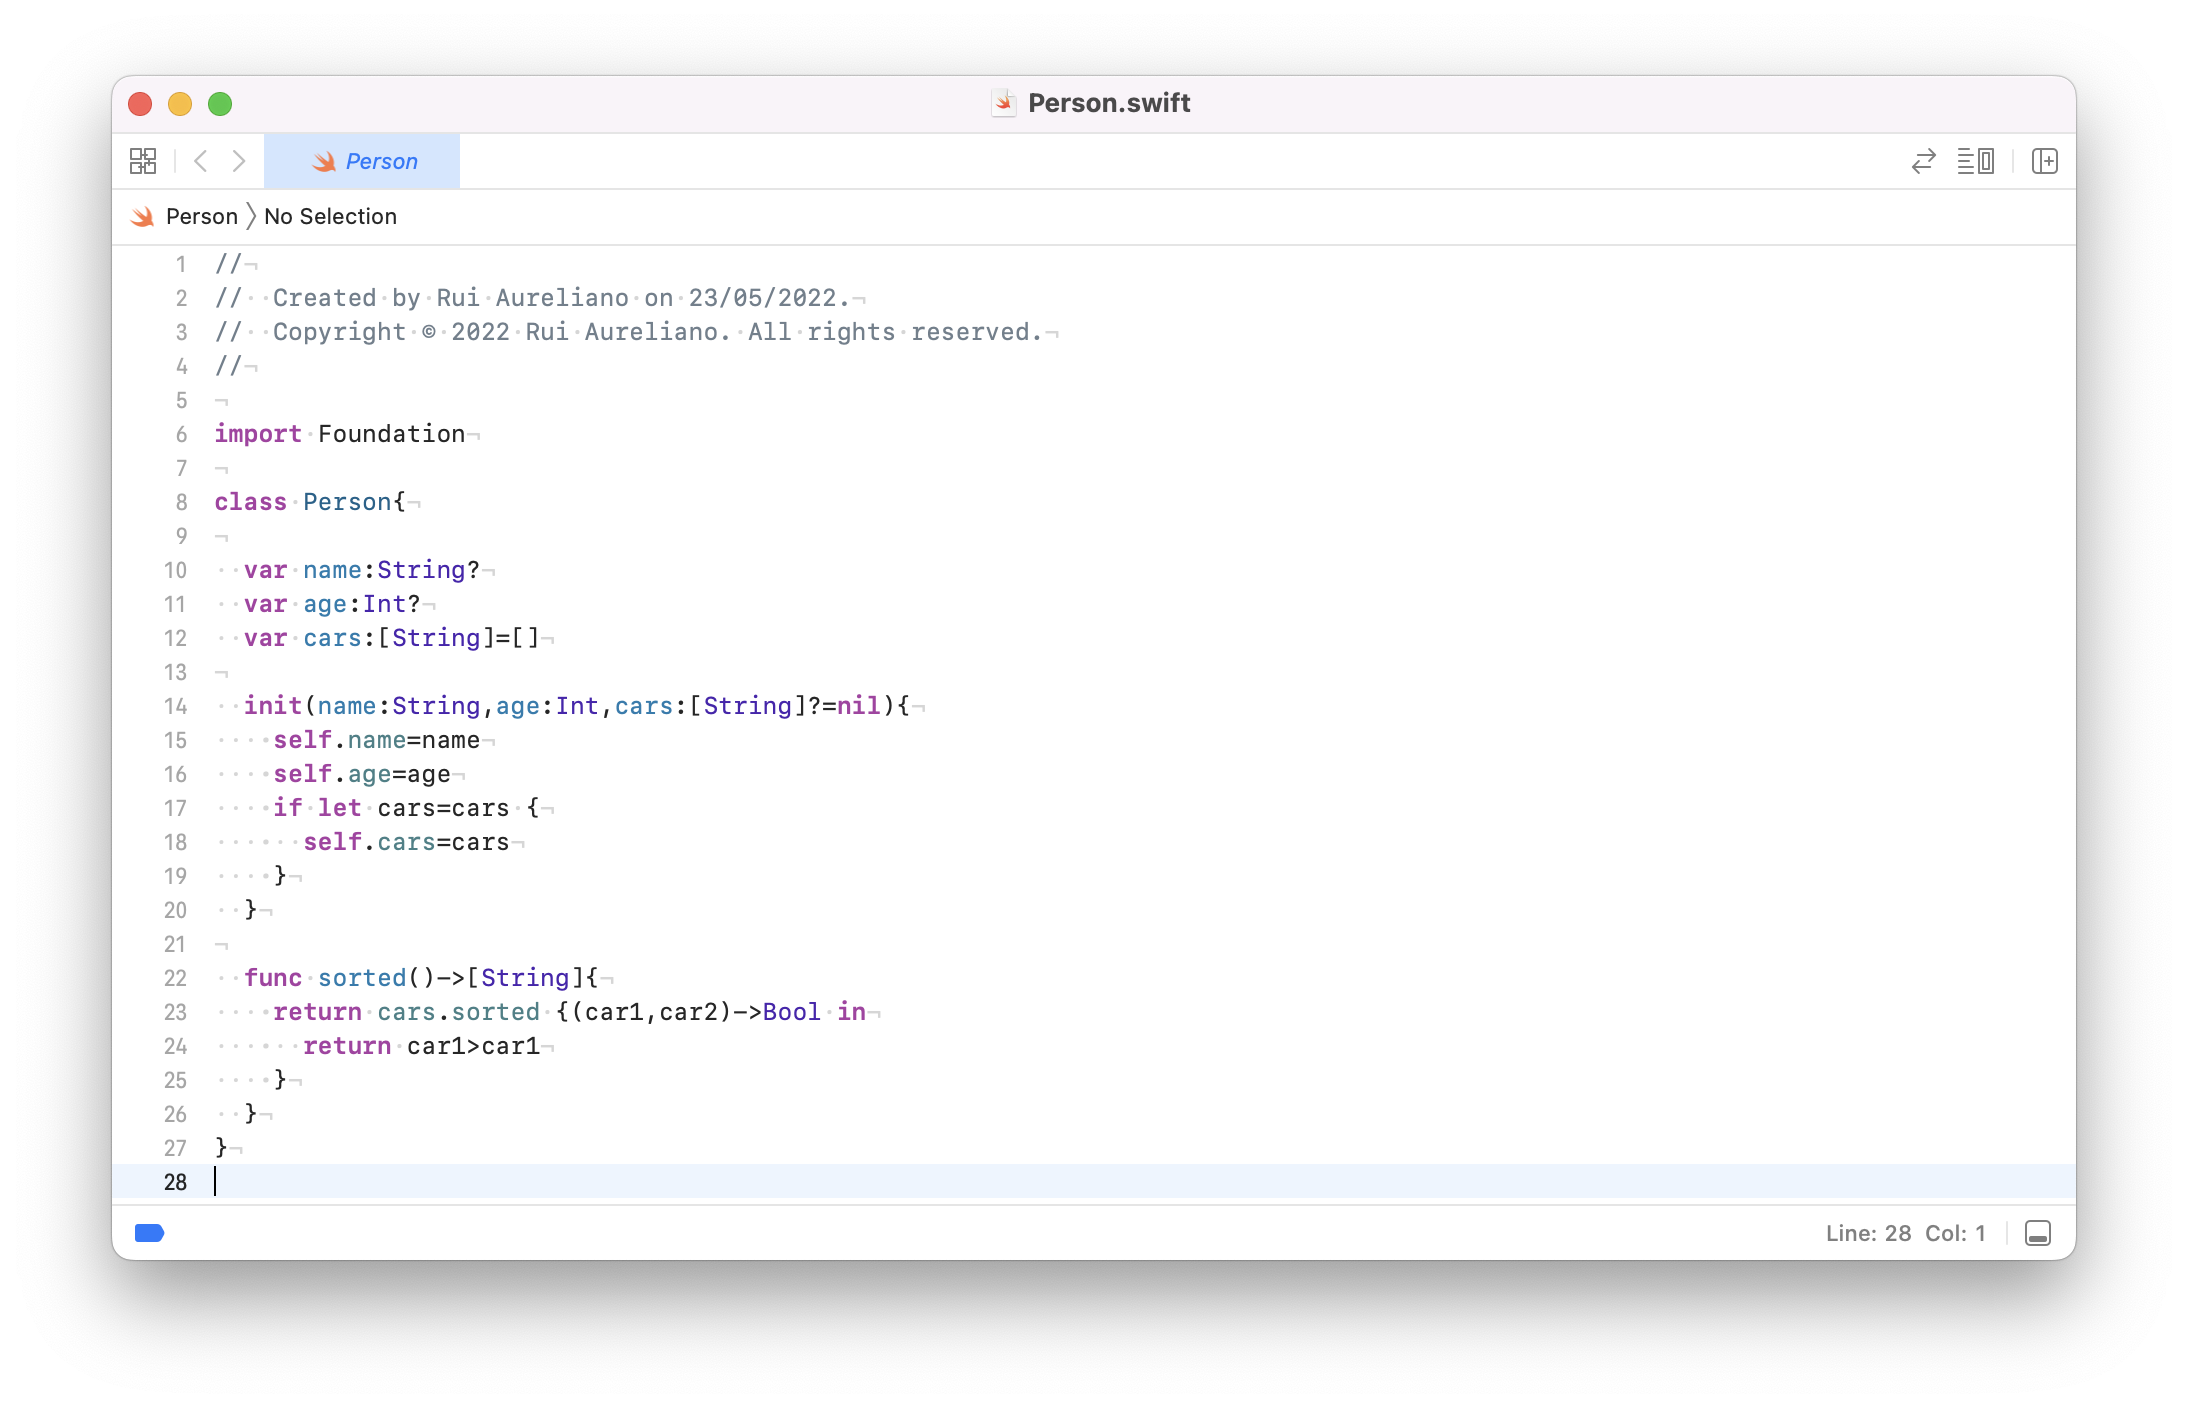 Person.swift
Person
Person No Selection
1 //
2 //  Created by Rui Aureliano on 23/05/2022.
3 //  Copyright © 2022 Rui Aureliano. All rights reserved.
4 //
5
6 import Foundation
7
8 class Person{
9
10   var name:String?
11   var age:Int?
12   var cars:[String]=[]
13
14   init(name:String,age:Int,cars:[String]?=nil){
15     self.name=name
16     self.age=age
17     if let cars=cars {
18       self.cars=cars
19     }
20   }
21
22   func sorted()->[String]{
23     return cars.sorted {(car1,car2)->Bool in
24       return car1>car1
25     }
26   }
27 }
28
Line: 28 Col: 1